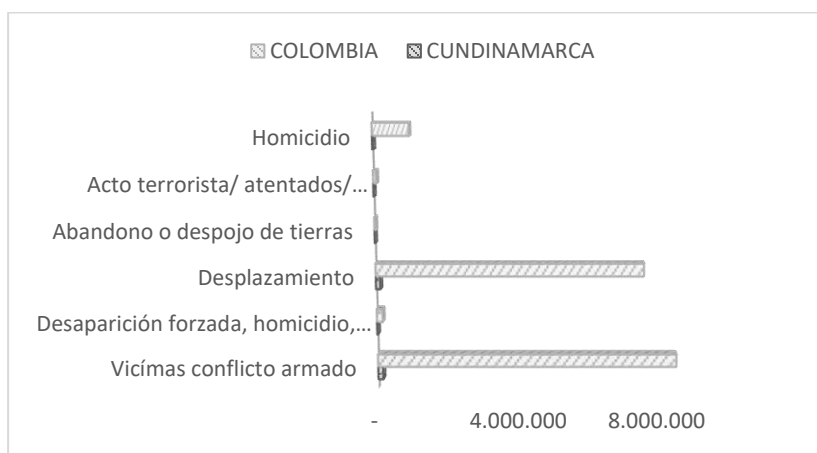 COLOMBIA CUNDINAMARCA
Homicidio
Acto terrorista/ atentados/…
Abandono o despojo de tierras
Desplazamiento
Desaparición forzada, homicidio,…
Vicímas conflicto armado
- 4.000.000 8.000.000